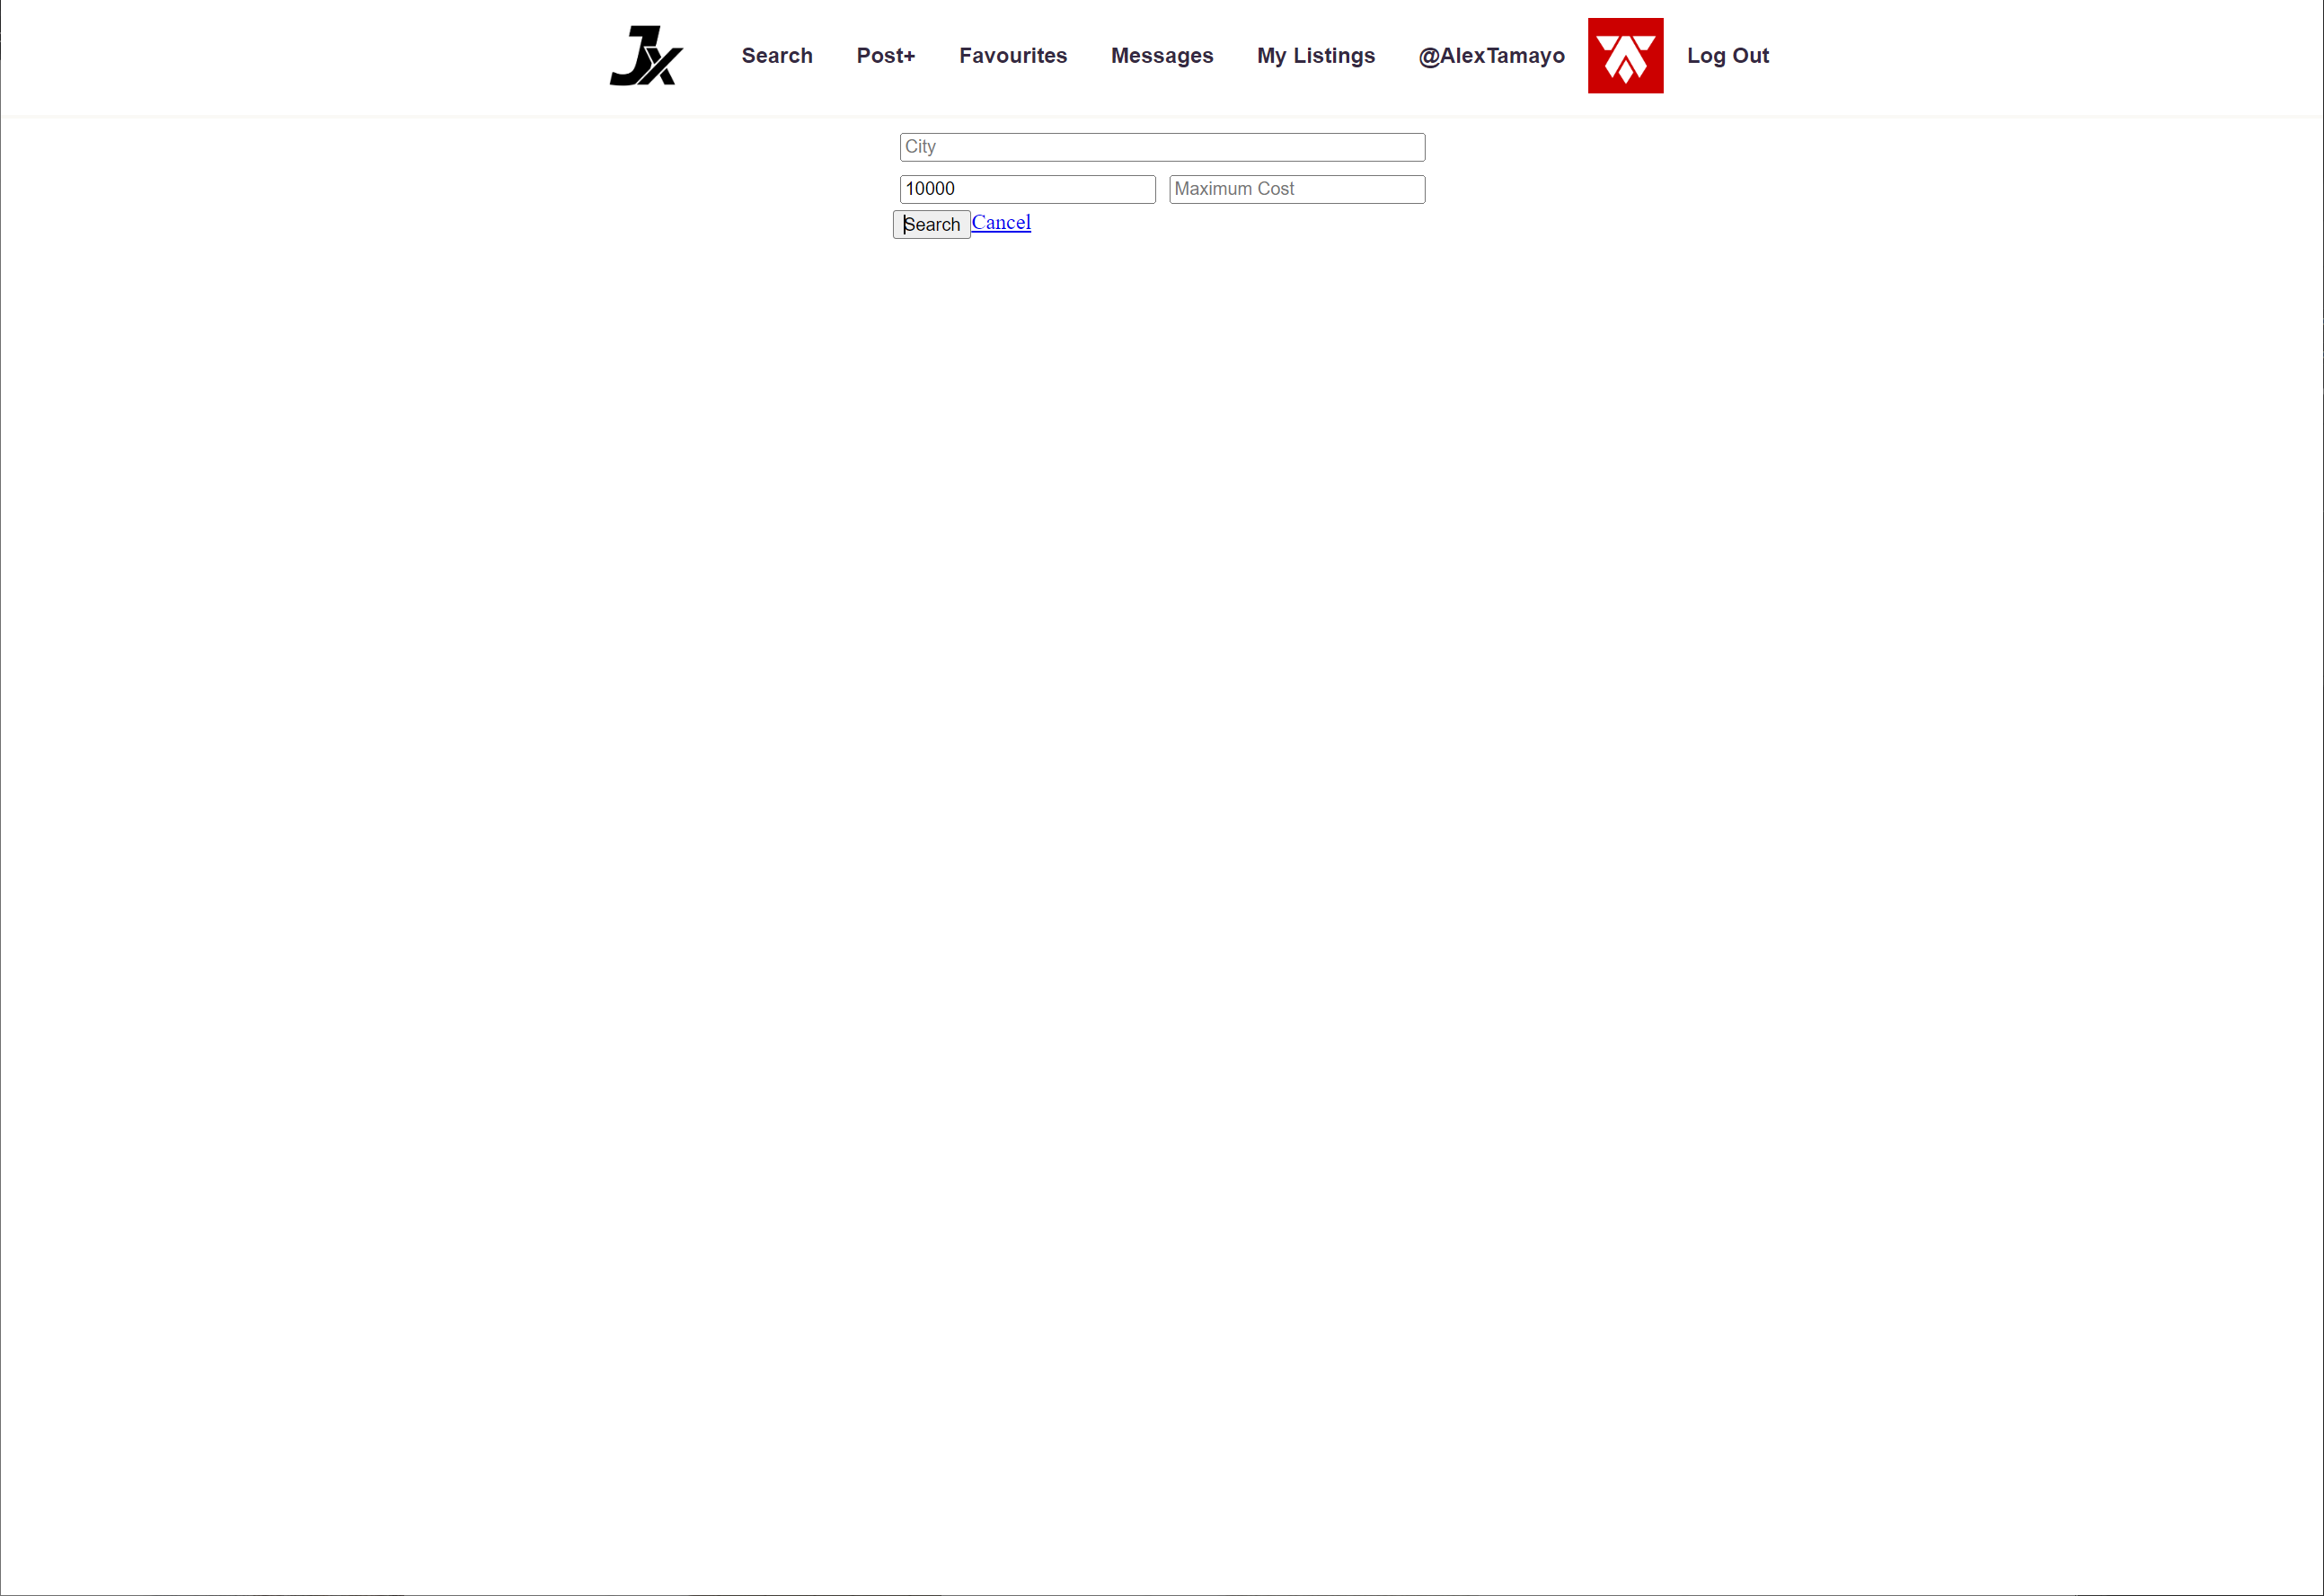 Jx Search Post+ Favourites Messages My Listings @AlexTamayo Log Out
City
10000 Maximum Cost
Search Cancel